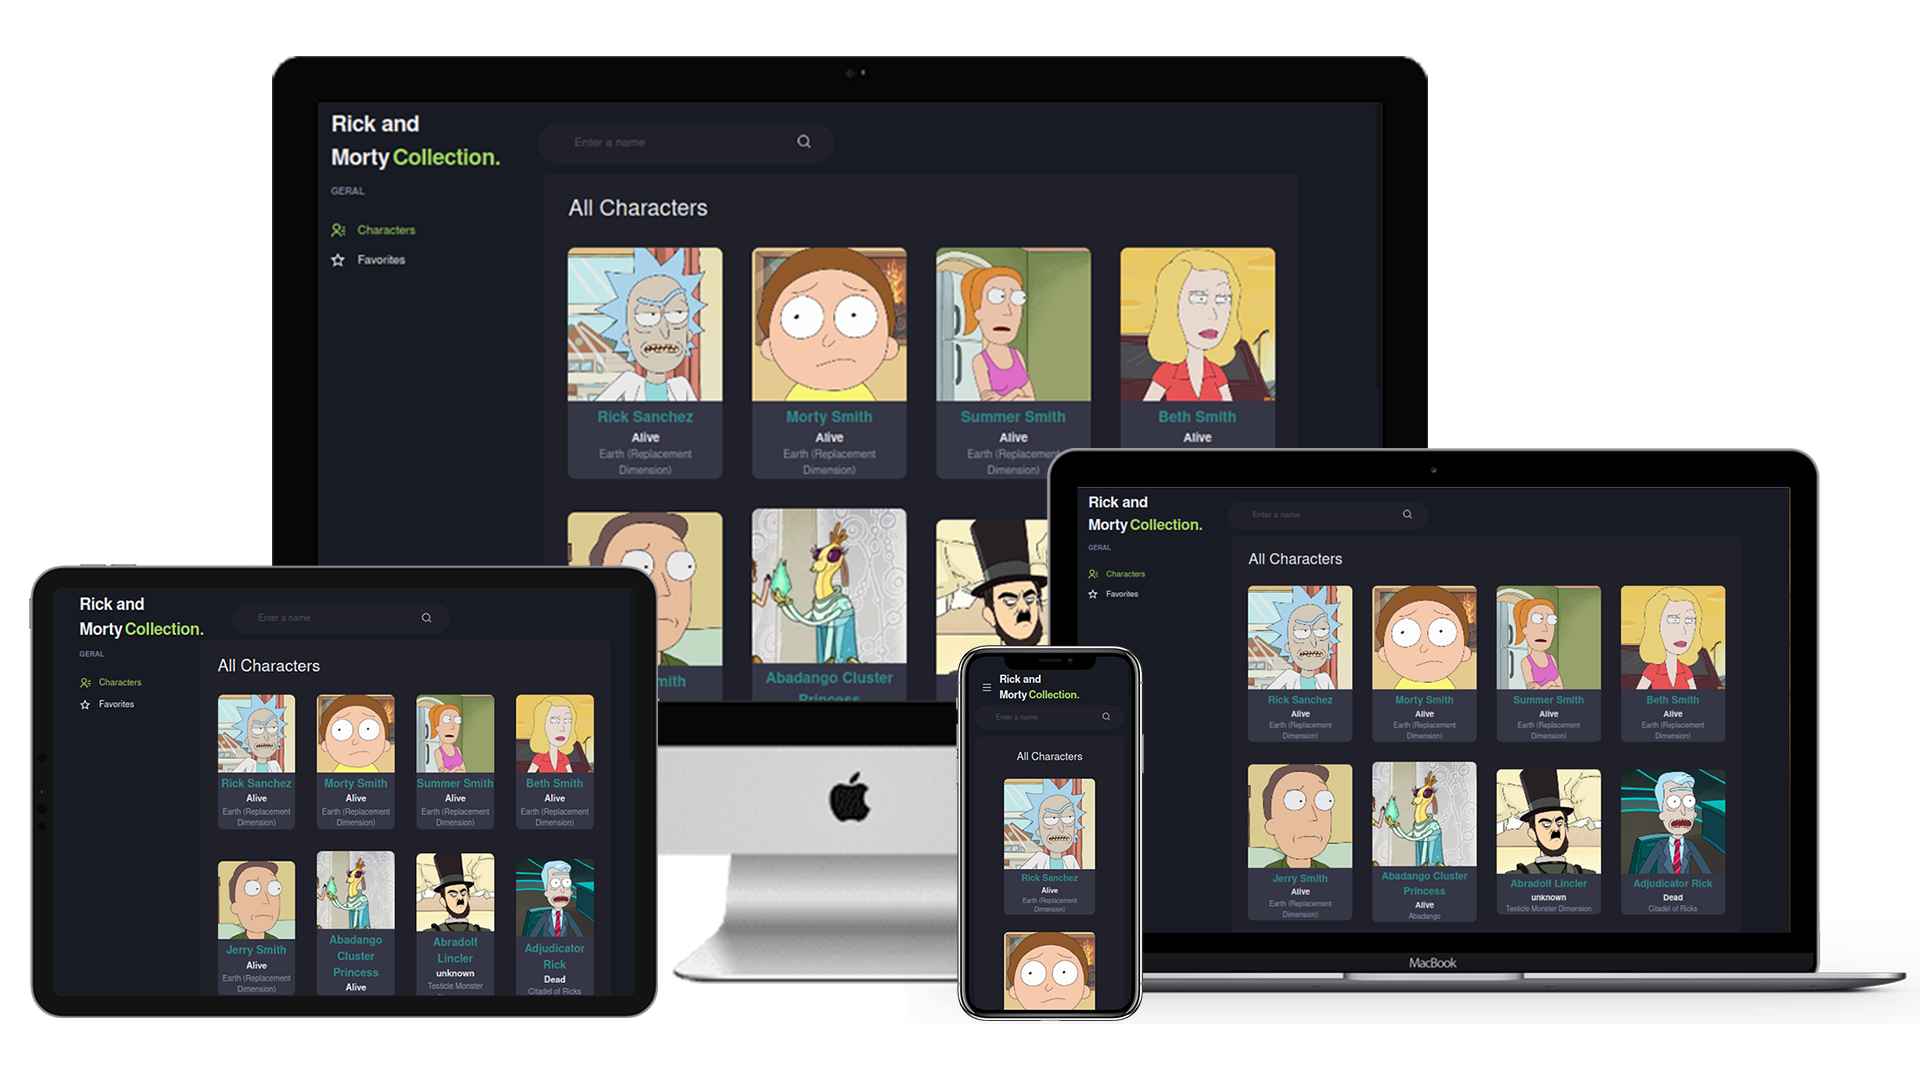 Rick and
Morty Collection.
GERAL
Characters
Favorites
Enter a name
All Characters
Rick Sanchez
Alive
Earth (Replacement
Dimension)
Morty Smith
Alive
Earth (Replacement
Dimension)
Summer Smith
Alive
Earth (Replacement
Dimension)
Beth Smith
Alive
Abadango Cluster
Princess
Rick and
Morty Collection.
GERAL
Characters
Favorites
Enter a name
All Characters
Rick Sanchez
Alive
Earth (Replacement
Dimension)
Morty Smith
Alive
Earth (Replacement
Dimension)
Summer Smith
Alive
Earth (Replacement
Dimension)
Beth Smith
Alive
Earth (Replacement
Dimension)
Jerry Smith
Alive
Earth (Replacement
Dimension)
Abadango
Cluster
Princess
Alive
Abradolf
Lincler
unknown
Testicle Monster
Adjudicator
Rick
Dead
Citadel of Ricks
Rick and
Morty Collection.
Enter a name
All Characters
Rick Sanchez
Alive
Earth (Replacement
Dimension)
Rick and
Morty Collection.
GERAL
Characters
Favorites
Enter a name
All Characters
Rick Sanchez
Alive
Earth (Replacement
Dimension)
Morty Smith
Alive
Earth (Replacement
Dimension)
Summer Smith
Alive
Earth (Replacement
Dimension)
Beth Smith
Alive
Earth (Replacement
Dimension)
Jerry Smith
Alive
Earth (Replacement
Dimension)
Abadango Cluster
Princess
Alive
Abadango
Abradolf Lincler
unknown
Testicle Monster Dimension
Adjudicator Rick
Dead
Citadel of Ricks
MacBook